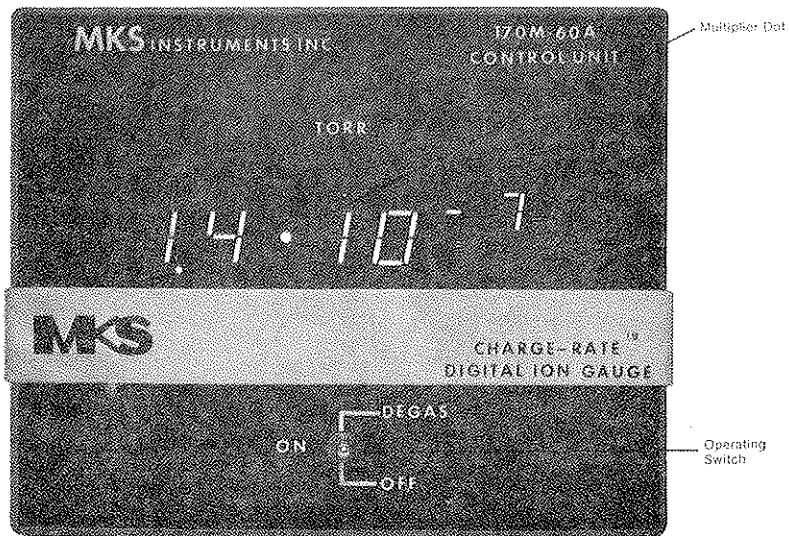 MKS INSTRUMENTS INC
170M-60A
CONTROL UNIT
Multiplier Dot
TORR
1.4 • 10 - 7
MKS
CHARGE-RATE
DIGITAL ION GAUGE
DEGAS
ON
OFF
Operating
Switch